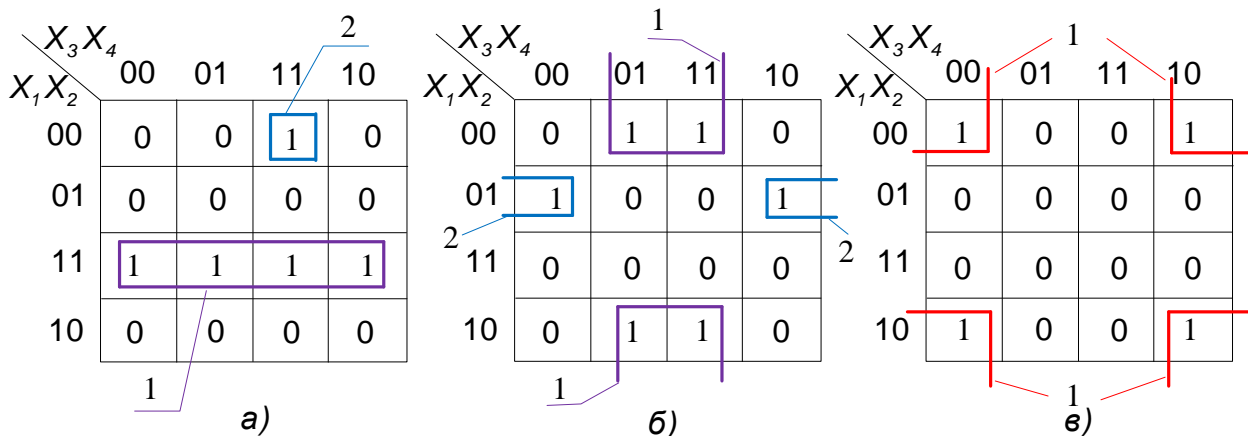 X3X4 2
X1X2 00 01 11 10
00 0 0 1 0
01 0 0 0 0
11 1 1 1 1
10 0 0 0 0
1
а)
X3X4 1
X1X2 00 01 11 10
00 0 1 1 0
01 1 0 0 1
2 2
11 0 0 0 0
10 0 1 1 0
1
б)
X3X4 1
X1X2 00 01 11 10
00 1 0 0 1
01 0 0 0 0
11 0 0 0 0
10 1 0 0 1
1
в)